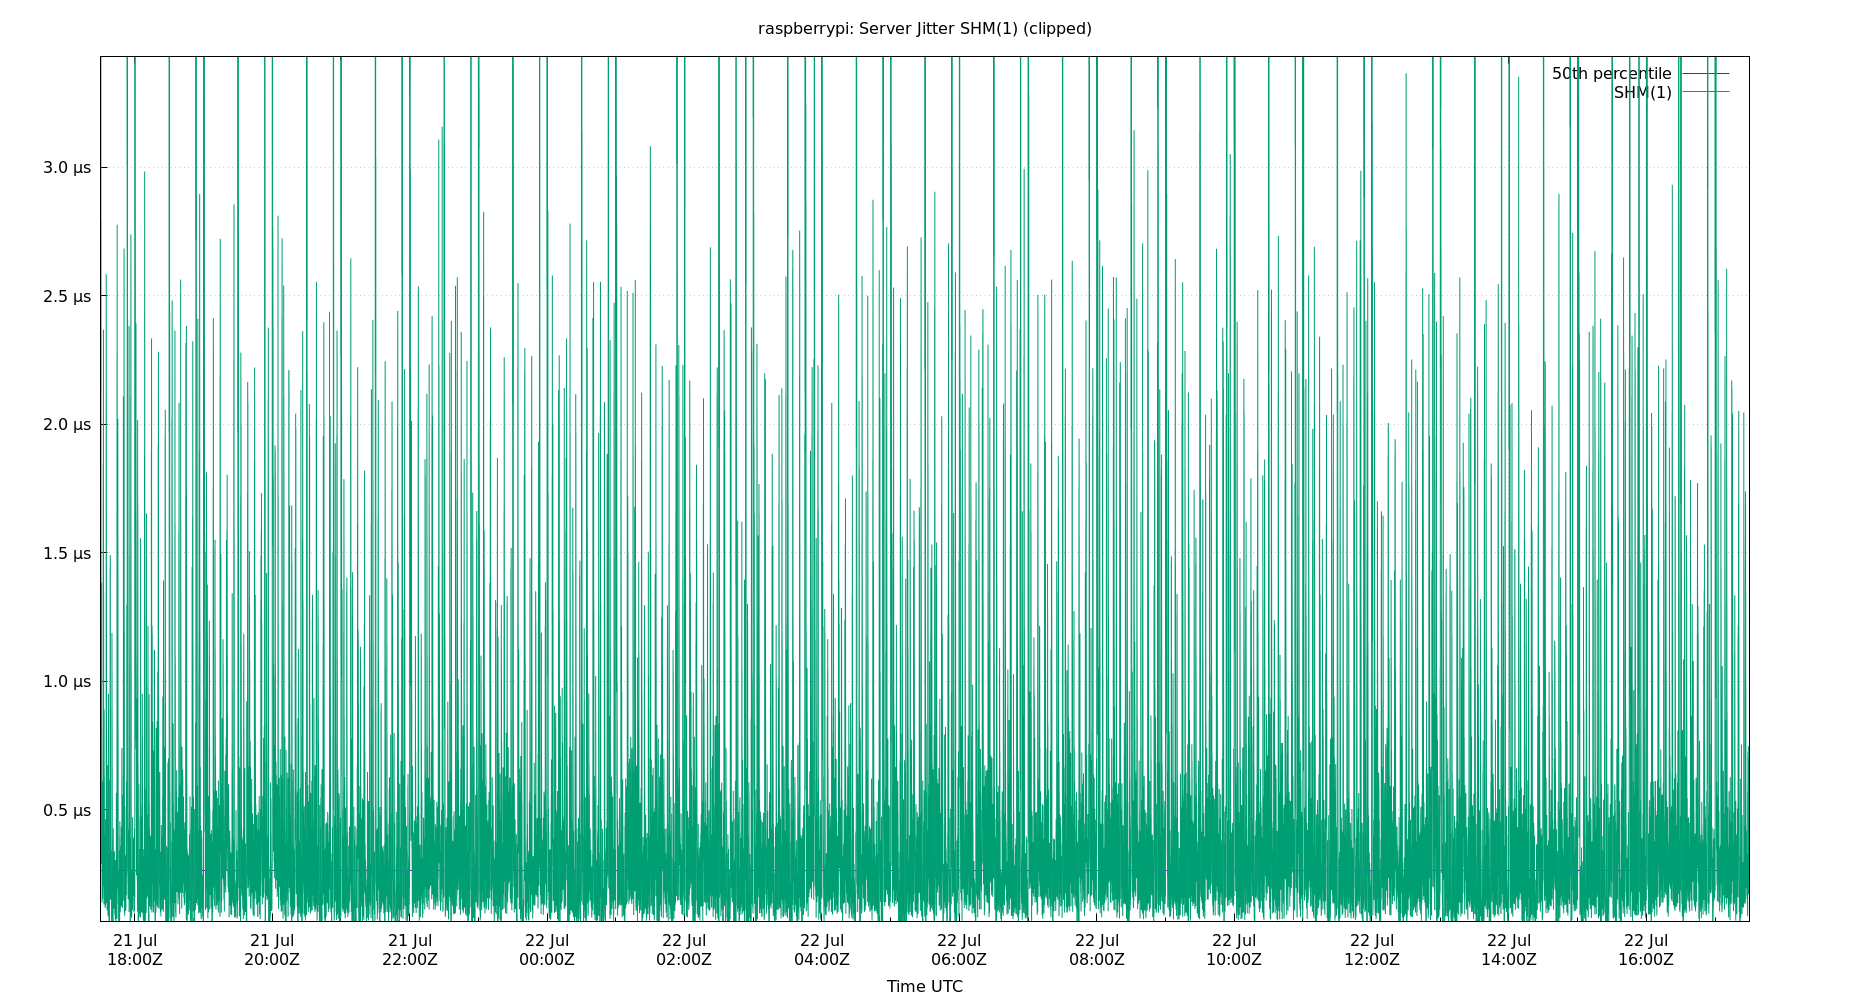 raspberrypi: Server Jitter SHM(1) (clipped)
50th percentile
SHM(1)
3.0 µs
2.5 µs
2.0 µs
1.5 µs
1.0 µs
0.5 µs
21 Jul 21 Jul 21 Jul 22 Jul 22 Jul 22 Jul 22 Jul 22 Jul 22 Jul 22 Jul 22 Jul 22 Jul
18:00Z 20:00Z 22:00Z 00:00Z 02:00Z 04:00Z 06:00Z 08:00Z 10:00Z 12:00Z 14:00Z 16:00Z
Time UTC